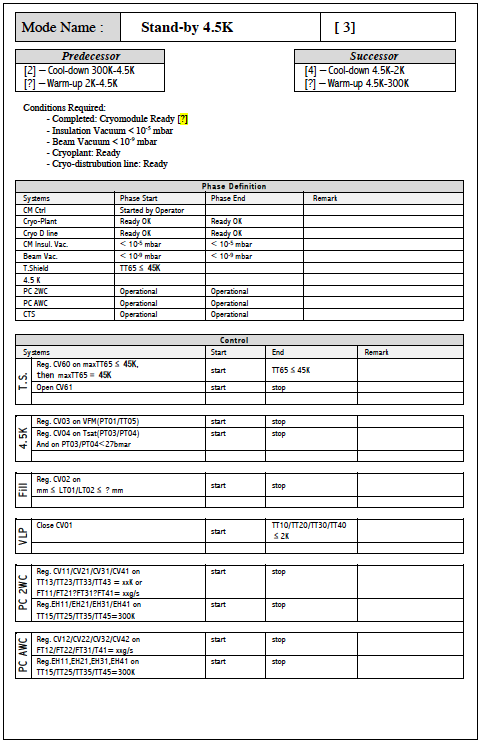 Mode Name : Stand-by 4.5K [ 3]
Predecessor Successor
[2] – Cool-down 300K-4.5K [4] – Cool-down 4.5K-2K
[?] – Warm-up 2K-4.5K [?] – Warm-up 4.5K-300K
Conditions Required:
- Completed: Cryomodule Ready [?]
- Insulation Vacuum < 10⁻⁵ mbar
- Beam Vacuum < 10⁻⁹ mbar
- Cryoplant: Ready
- Cryo-distrubution line: Ready
Phase Definition
Systems Phase Start Phase End Remark
CM Ctrl Started by Operator
Cryo-Plant Ready OK Ready OK
Cryo D line Ready OK Ready OK
CM Insul. Vac. < 10⁻⁵ mbar < 10⁻⁵ mbar
Beam Vac. < 10⁻⁹ mbar < 10⁻⁹ mbar
T.Shield TT65 ≤ 45K
4.5 K
PC 2WC Operational Operational
PC AWC Operational Operational
CTS Operational Operational
Control
Systems Start End Remark
T.S.
Reg. CV60 on maxTT65 ≤ 45K,
then maxTT65 = 45K start TT65 ≤ 45K
Open CV61 start stop
4.5K
Reg. CV03 on VFM(PT01/TT05) start stop
Reg. CV04 on Tsat(PT03/PT04) start stop
And on PT03/PT04<27bmar
Fill
Reg. CV02 on
mm ≤ LT01/LT02 ≤ ? mm start stop
VLP
Close CV01 start TT10/TT20/TT30/TT40
≤ 2K
PC 2WC
Reg. CV11/CV21/CV31/CV41 on start stop
TT13/TT23/TT33/TT43 = xxK or
FT11/FT21?FT31?FT41= xxg/s
Reg.EH11/EH21/EH31/EH41 on start stop
TT15/TT25/TT35/TT45=300K
PC AWC
Reg. CV12/CV22/CV32/CV42 on start stop
FT12/FT22/FT31/T41= xxg/s
Reg.EH11,EH21,EH31,EH41 on start stop
TT15/TT25/TT35/TT45=300K